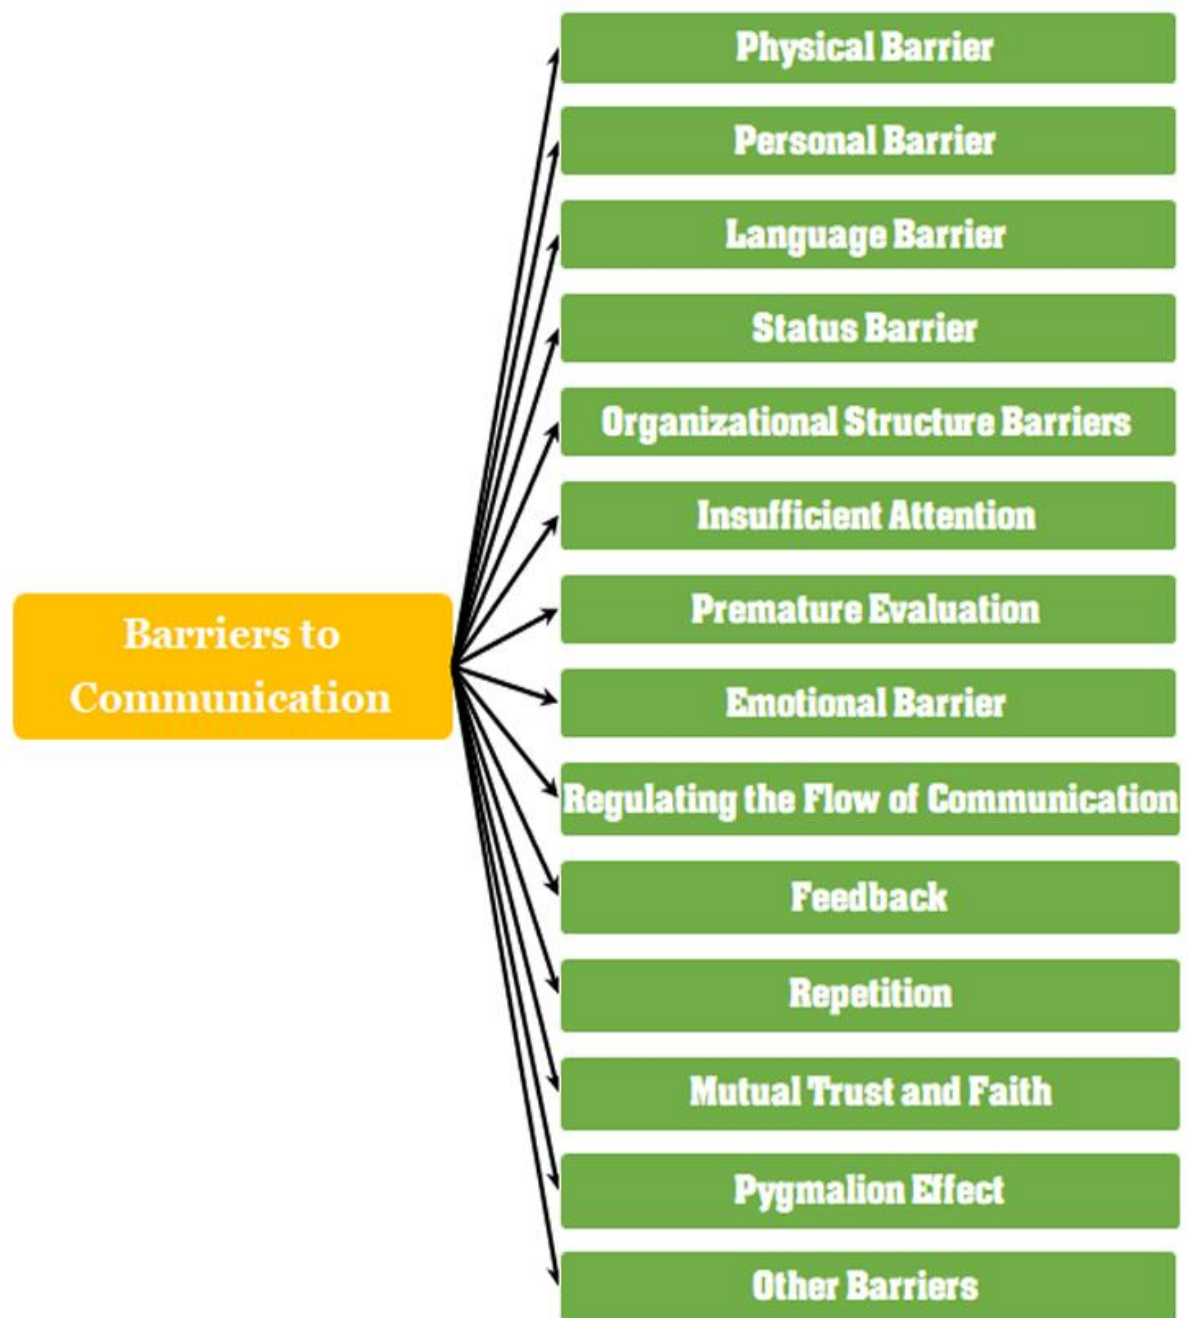 Physical Barrier
Personal Barrier
Language Barrier
Status Barrier
Organizational Structure Barriers
Insufficient Attention
Premature Evaluation
Barriers to
Communication
Emotional Barrier
Regulating the Flow of Communication
Feedback
Repetition
Mutual Trust and Faith
Pygmalion Effect
Other Barriers